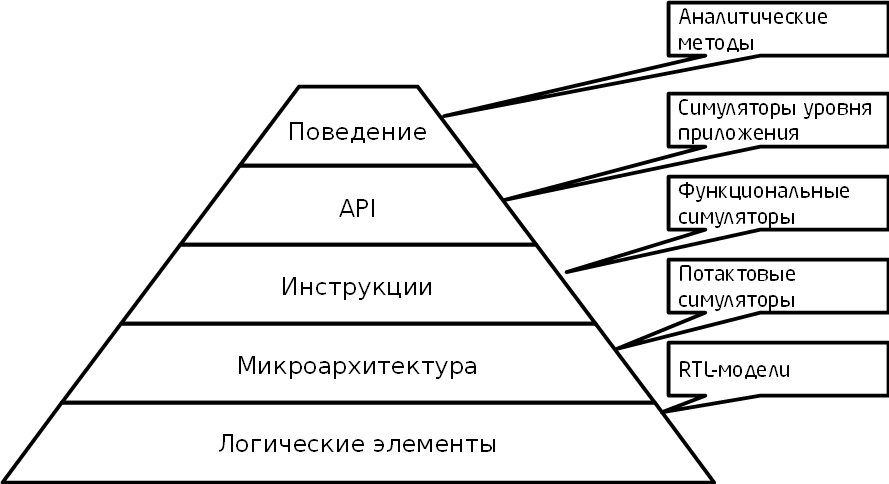 Аналитические
методы
Поведение
Симуляторы уровня
приложения
API
Функциональные
симуляторы
Инструкции
Потактовые
симуляторы
Микроархитектура
RTL-модели
Логические элементы